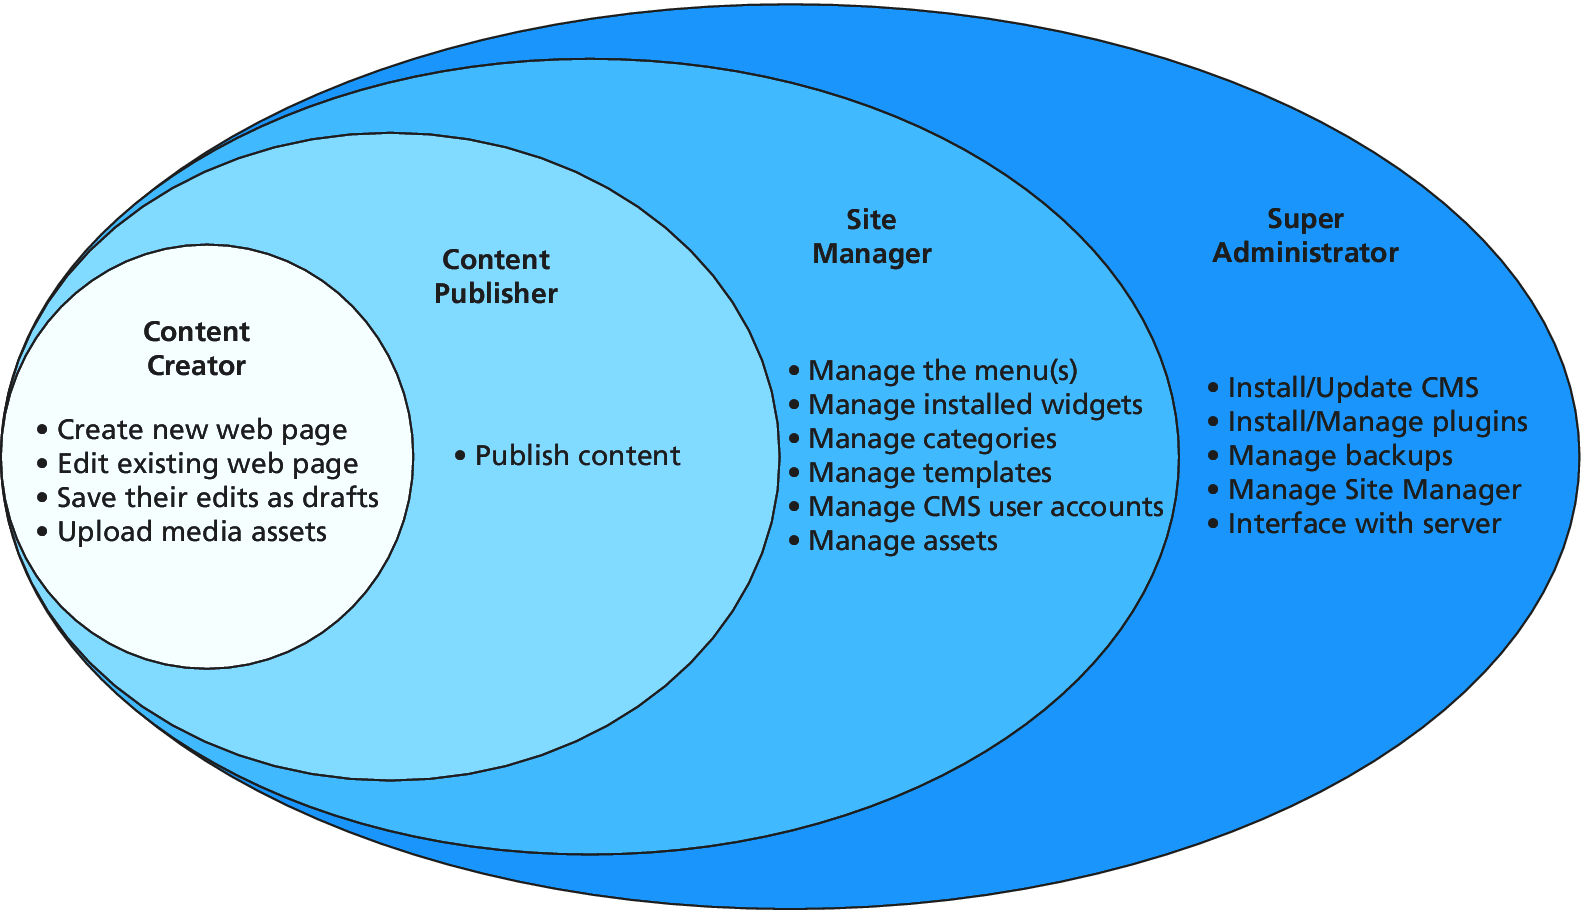 Content
Creator
• Create new web page
• Edit existing web page
• Save their edits as drafts
• Upload media assets
Content
Publisher
• Publish content
Site
Manager
• Manage the menu(s)
• Manage installed widgets
• Manage categories
• Manage templates
• Manage CMS user accounts
• Manage assets
Super
Administrator
• Install/Update CMS
• Install/Manage plugins
• Manage backups
• Manage Site Manager
• Interface with server